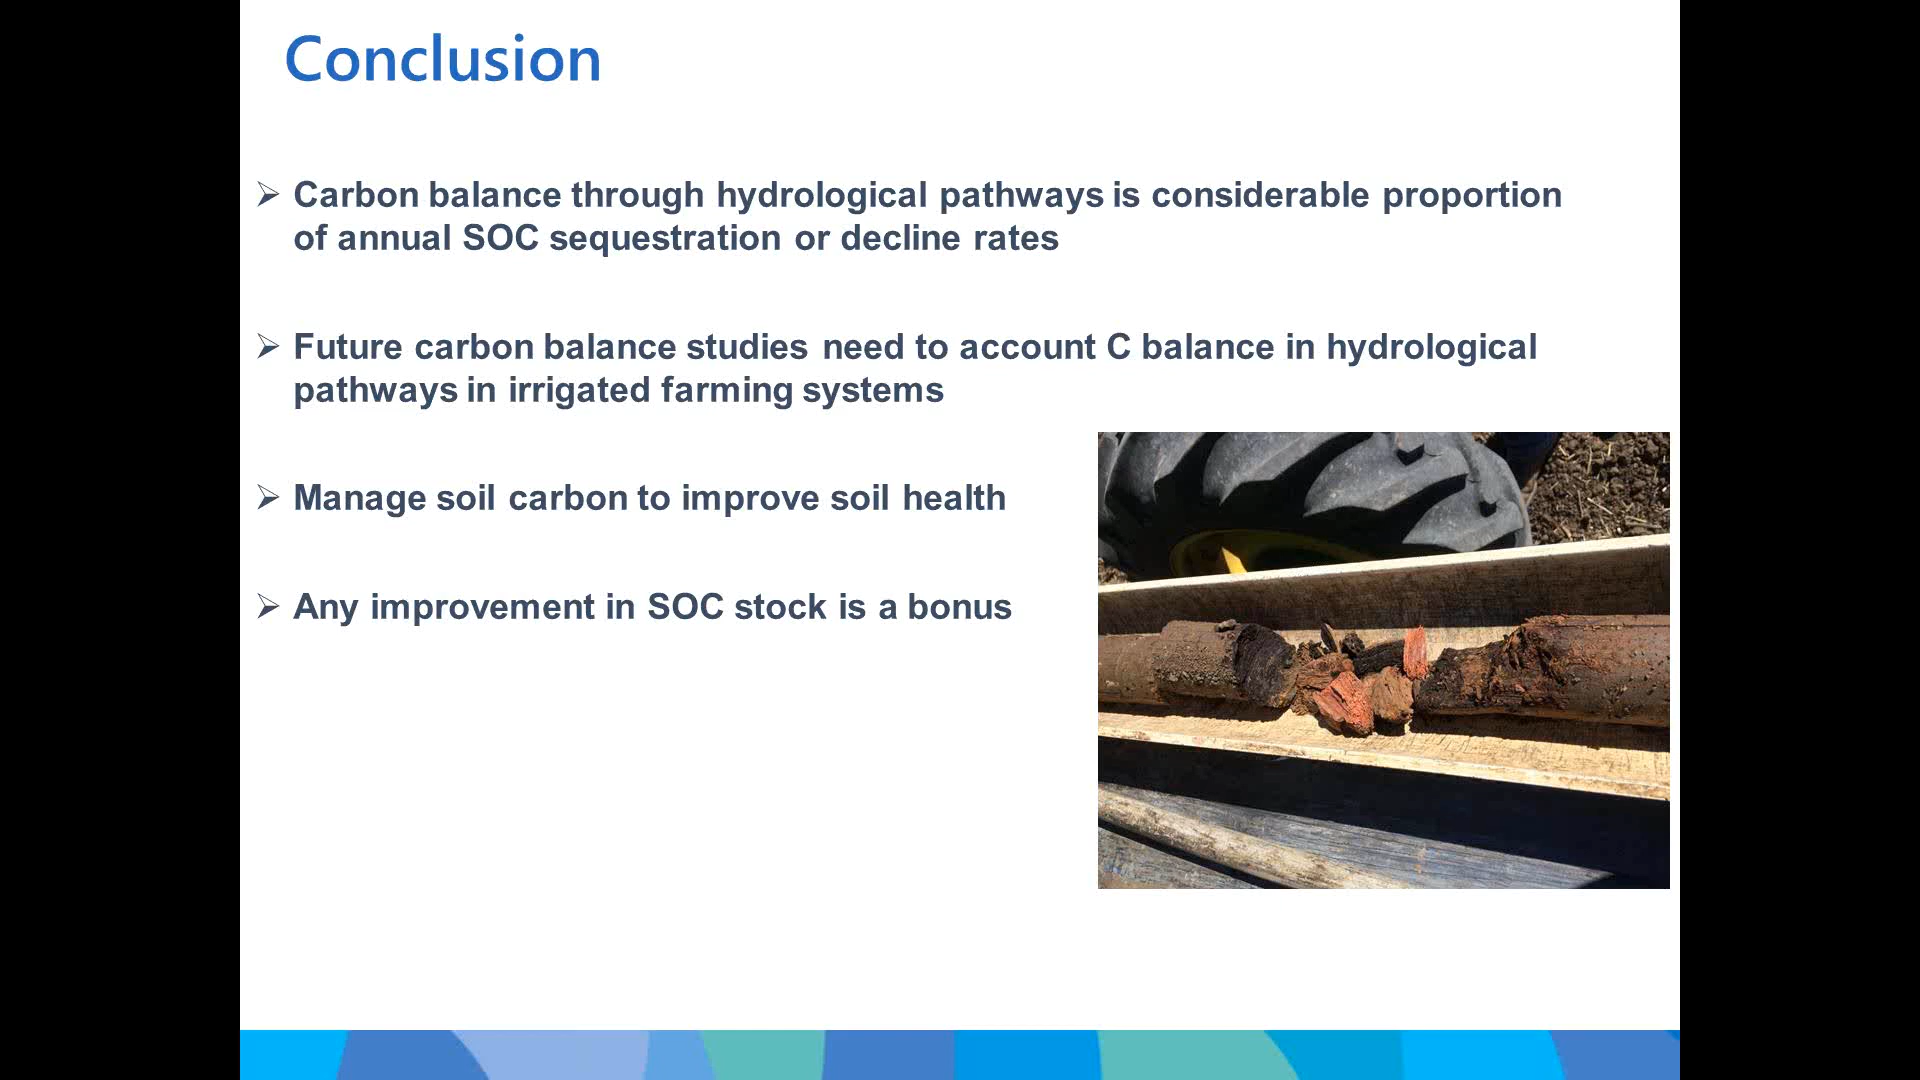 Conclusion
➢ Carbon balance through hydrological pathways is considerable proportion
of annual SOC sequestration or decline rates
➢ Future carbon balance studies need to account C balance in hydrological
pathways in irrigated farming systems
➢ Manage soil carbon to improve soil health
➢ Any improvement in SOC stock is a bonus